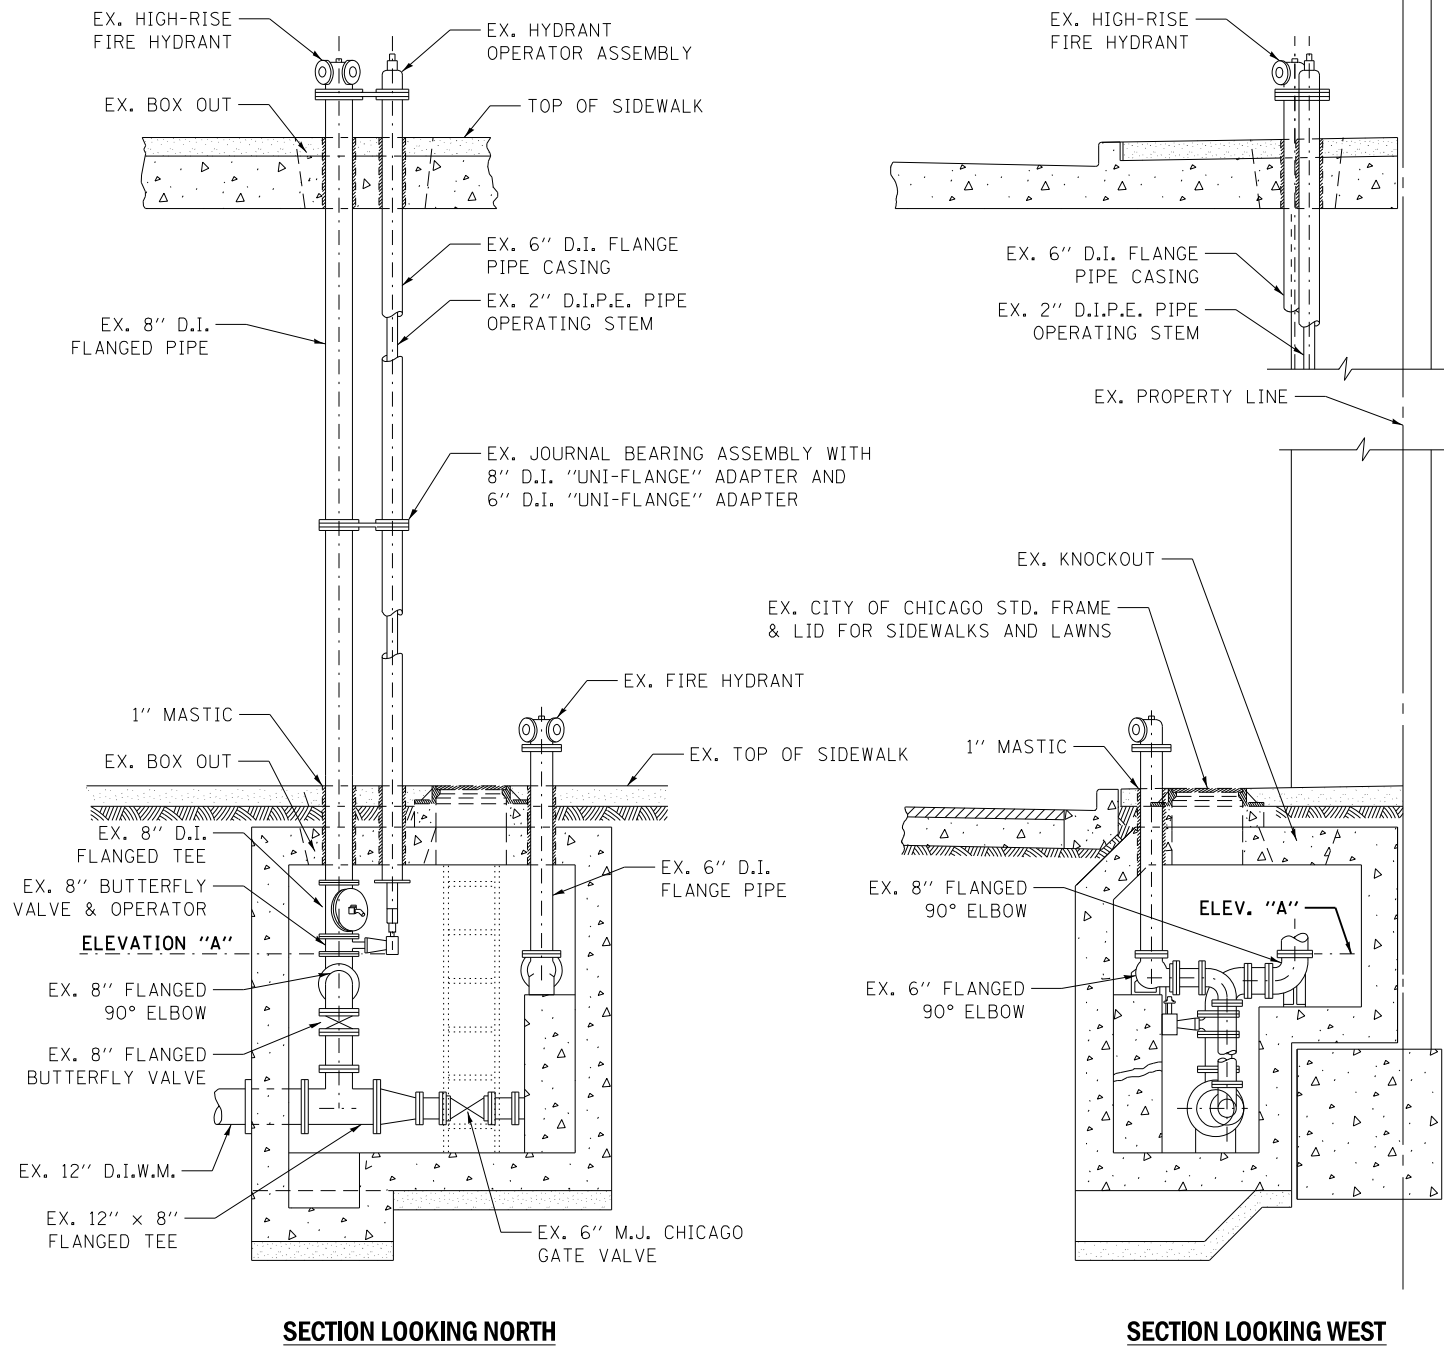 EX. HIGH-RISE
FIRE HYDRANT
EX. HYDRANT
OPERATOR ASSEMBLY
EX. BOX OUT
TOP OF SIDEWALK
EX. 6" D.I. FLANGE
PIPE CASING
EX. 2" D.I.P.E. PIPE
OPERATING STEM
EX. 8" D.I.
FLANGED PIPE
EX. JOURNAL BEARING ASSEMBLY WITH
8" D.I. "UNI-FLANGE" ADAPTER AND
6" D.I. "UNI-FLANGE" ADAPTER
EX. FIRE HYDRANT
1" MASTIC
EX. TOP OF SIDEWALK
EX. BOX OUT
EX. 8" D.I.
FLANGED TEE
EX. 6" D.I.
FLANGE PIPE
EX. 8" BUTTERFLY
VALVE & OPERATOR
ELEVATION "A"
EX. 8" FLANGED
90° ELBOW
EX. 8" FLANGED
BUTTERFLY VALVE
EX. 12" D.I.W.M.
EX. 12" x 8"
FLANGED TEE
EX. 6" M.J. CHICAGO
GATE VALVE
SECTION LOOKING NORTH
EX. HIGH-RISE
FIRE HYDRANT
EX. 6" D.I. FLANGE
PIPE CASING
EX. 2" D.I.P.E. PIPE
OPERATING STEM
EX. PROPERTY LINE
EX. KNOCKOUT
EX. CITY OF CHICAGO STD. FRAME
& LID FOR SIDEWALKS AND LAWNS
1" MASTIC
EX. 8" FLANGED
90° ELBOW
ELEV. "A"
EX. 6" FLANGED
90° ELBOW
SECTION LOOKING WEST